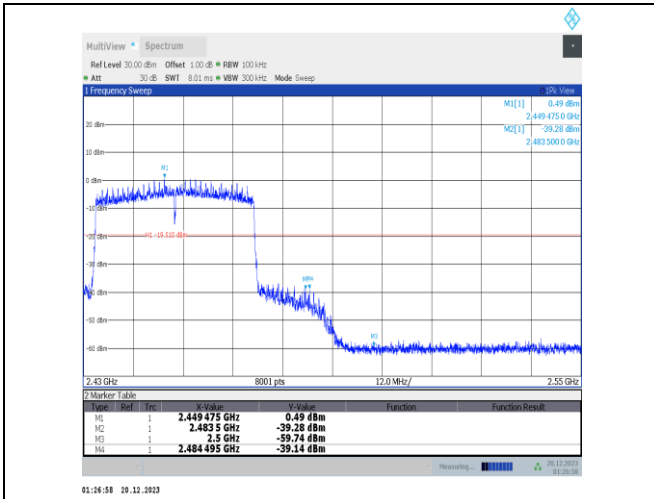 MultiView Spectrum
Ref Level 30.00 dBm Offset 1.00 dB RBW 100 kHz
Att 30 dB SWT 8.01 ms VBW 300 kHz Mode Sweep
1 Frequency Sweep 1Pk View
M1[1] 0.49 dBm
2.449 475 0 GHz
M2[1] -39.28 dBm
2.483 500 0 GHz
20 dBm
10 dBm
M1
0 dBm
-10 dBm
-20 dBm
H1 -19.510 dBm
-30 dBm
M4
-40 dBm
-50 dBm
M3
-60 dBm
2.43 GHz 8001 pts 12.0 MHz/ 2.55 GHz
2 Marker Table
Type Ref Trc X-Value Y-Value Function Function Result
M1 1 2.449475 GHz 0.49 dBm
M2 1 2.4835 GHz -39.28 dBm
M3 1 2.5 GHz -59.74 dBm
M4 1 2.484495 GHz -39.14 dBm
Measuring... 20.12.2023
01:26:58
01:26:58 20.12.2023